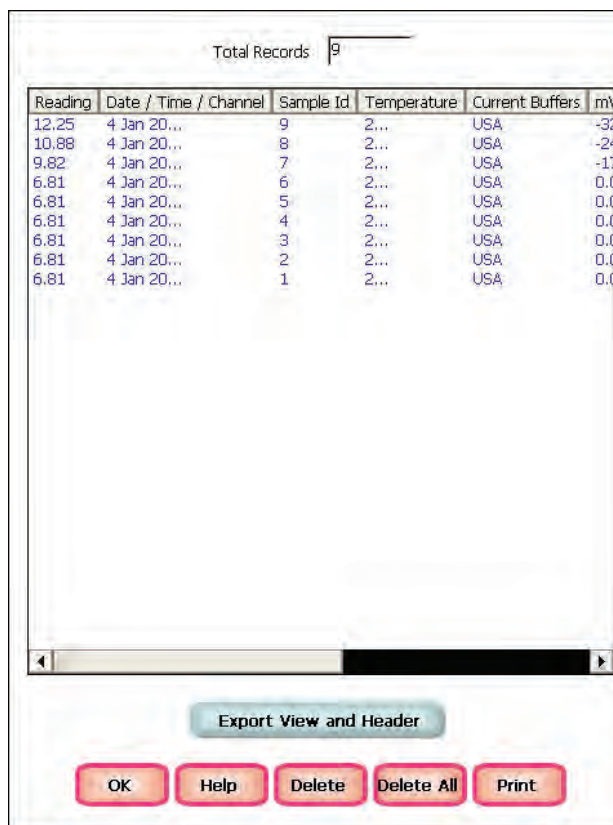 Total Records 9
Reading Date / Time / Channel Sample Id Temperature Current Buffers
12.25 4 Jan 20... 9 2... USA
10.88 4 Jan 20... 8 2... USA
9.82 4 Jan 20... 7 2... USA
6.81 4 Jan 20... 6 2... USA
6.81 4 Jan 20... 5 2... USA
6.81 4 Jan 20... 4 2... USA
6.81 4 Jan 20... 3 2... USA
6.81 4 Jan 20... 2 2... USA
6.81 4 Jan 20... 1 2... USA
Export View and Header
OK Help Delete Delete All Print